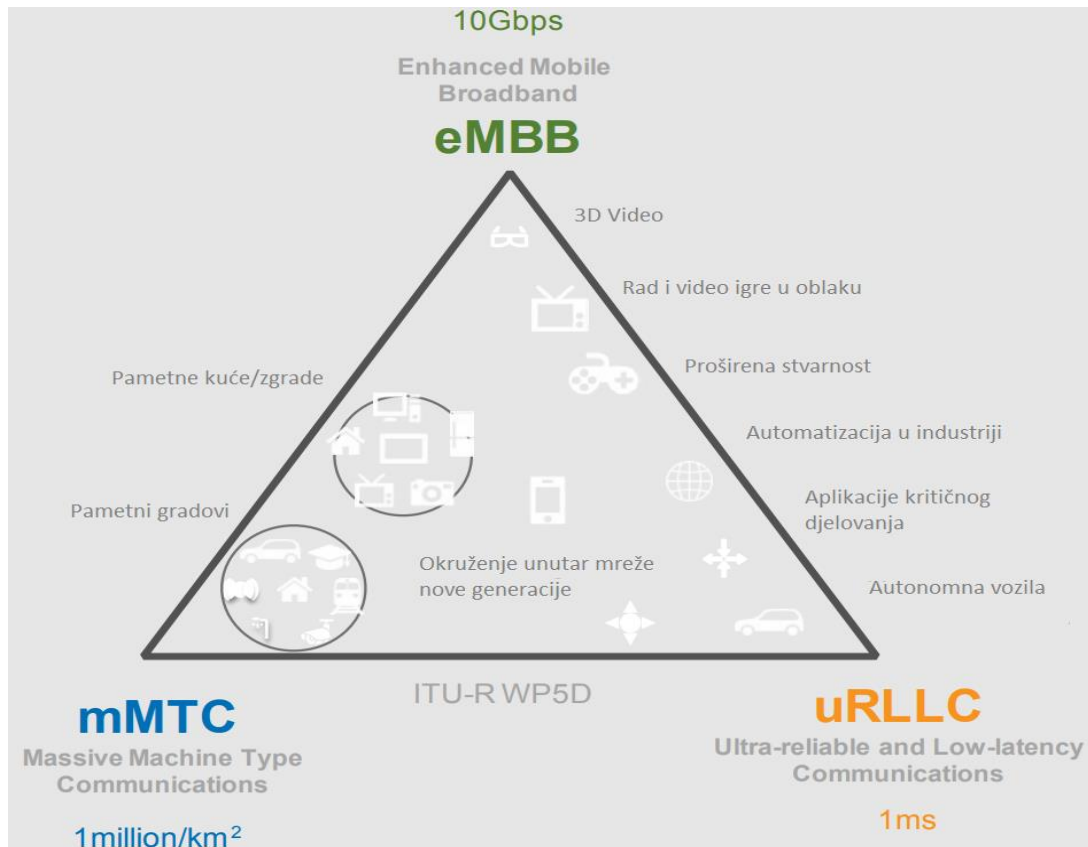 10Gbps
Enhanced Mobile
Broadband
eMBB
3D Video
Rad i video igre u oblaku
Pametne kuće/zgrade
Proširena stvarnost
Automatizacija u industriji
Pametni gradovi
Aplikacije kritičnog
djelovanja
Okruženje unutar mreže
nove generacije
Autonomna vozila
ITU-R WP5D
mMTC
Massive Machine Type
Communications
1million/km²
uRLLC
Ultra-reliable and Low-latency
Communications
1ms